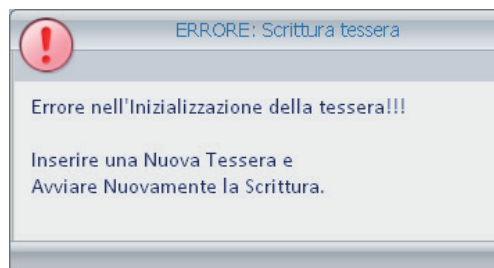 ERRORE: Scrittura tessera
Errore nell'Inizializzazione della tessera!!!
Inserire una Nuova Tessera e
Avviare Nuovamente la Scrittura.